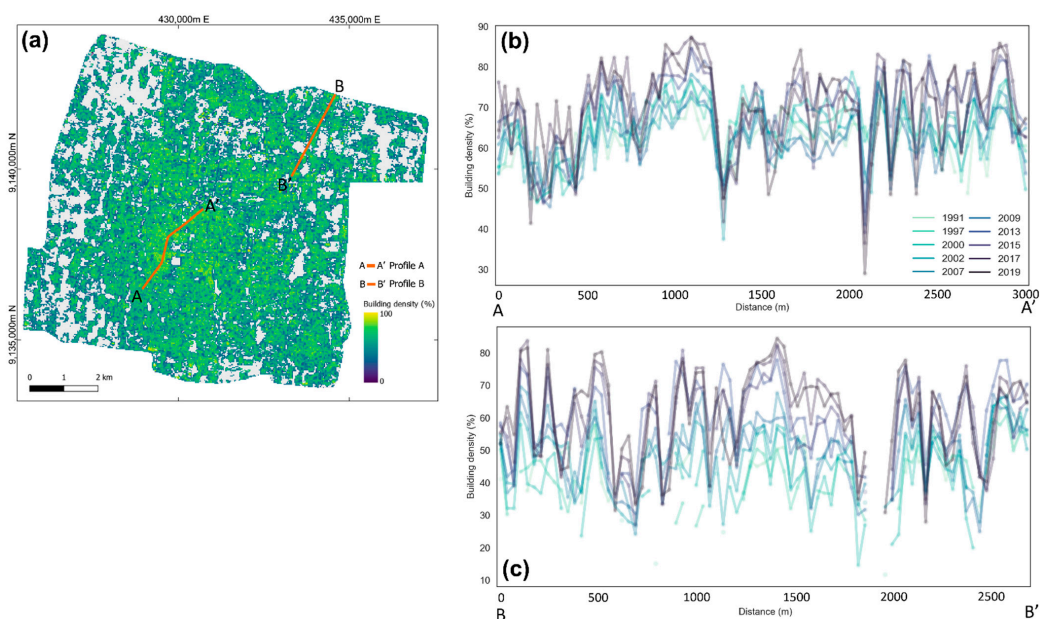 430,000m E 435,000m E
(a)
9,140,000m N
9,135,000m N
B
B'
A'
A
A A' Profile A
B B' Profile B
Building density (%)
100
0
0 1 2 km
(b)
Building density (%)
90
80
70
60
50
40
30
1991 2009
1997 2013
2000 2015
2002 2017
2007 2019
0 500 1000 1500 2000 2500 3000
A Distance (m) A'
(c)
Building density (%)
80
70
60
50
40
30
20
10
0 500 1000 1500 2000 2500
B Distance (m) B'